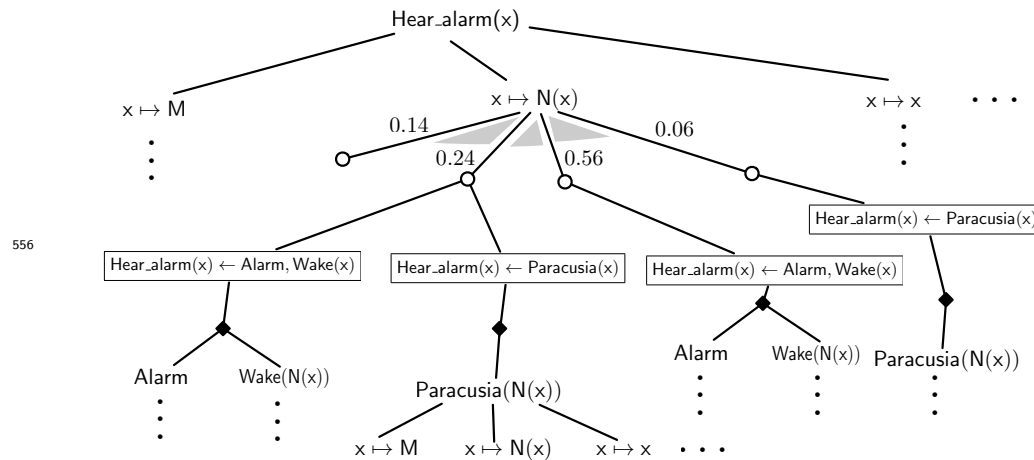 Hear_alarm(x)
x ↦ M
x ↦ N(x)
x ↦ x
0.14
0.24
0.56
0.06
Hear_alarm(x) ← Paracusia(x)
556
Hear_alarm(x) ← Alarm, Wake(x)
Hear_alarm(x) ← Paracusia(x)
Hear_alarm(x) ← Alarm, Wake(x)
Alarm
Wake(N(x))
Paracusia(N(x))
Alarm
Wake(N(x))
Paracusia(N(x))
x ↦ M
x ↦ N(x)
x ↦ x